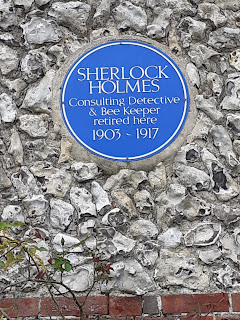 SHERLOCK
HOLMES
Consulting Detective
& Bee Keeper
retired here
1903 ~ 1917